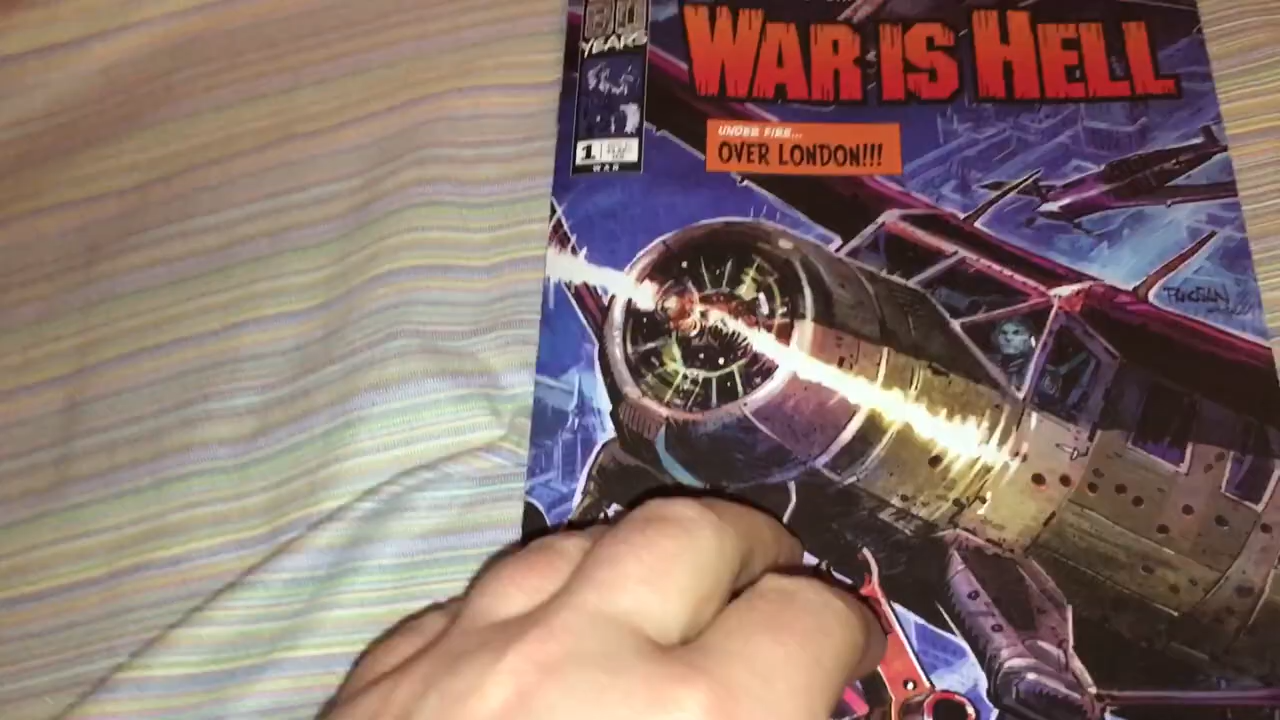 80
YEARS
WAR IS HELL
UNDER FIRE...
OVER LONDON!!!
1
WAR